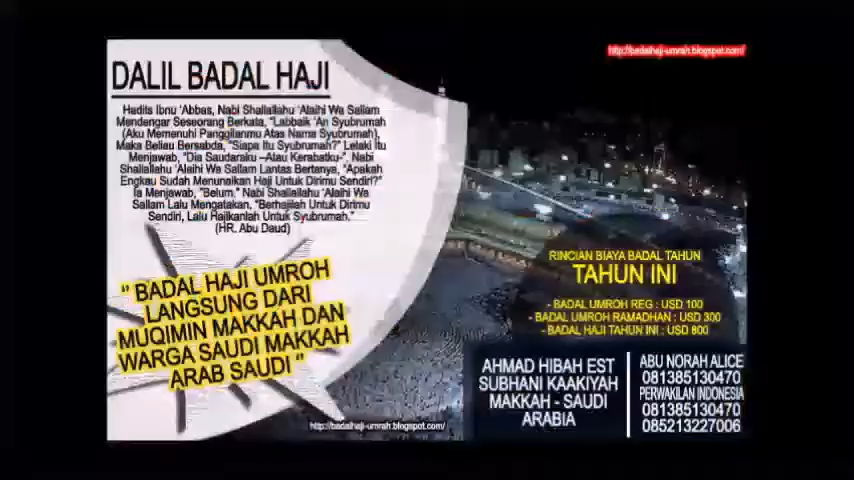 http://badalhaji-umrah.blogspot.com/
DALIL BADAL HAJI
Hadits Ibnu 'Abbas, Nabi Shallallahu 'Alaihi Wa Sallam
Mendengar Seseorang Berkata, "Labbaik 'An Syubrumah
(Aku Memenuhi Panggilanmu Atas Nama Syubrumah),
Maka Beliau Bersabda, "Siapa Itu Syubrumah?" Lelaki Itu
Menjawab, "Dia Saudaraku –Atau Kerabatku-", Nabi
Shallallahu 'Alaihi Wa Sallam Lantas Bertanya, "Apakah
Engkau Sudah Menunaikan Haji Untuk Dirimu Sendiri?"
Ia Menjawab, "Belum." Nabi Shallallahu 'Alaihi Wa
Sallam Lalu Mengatakan, "Berhajilah Untuk Dirimu
Sendiri, Lalu Hajikanlah Untuk Syubrumah."
(HR. Abu Daud)
" BADAL HAJI UMROH
LANGSUNG DARI
MUQIMIN MAKKAH DAN
WARGA SAUDI MAKKAH
ARAB SAUDI "
RINCIAN BIAYA BADAL TAHUN
TAHUN INI
- BADAL UMROH REG : USD 100
- BADAL UMROH RAMADHAN : USD 300
- BADAL HAJI TAHUN INI : USD 800
AHMAD HIBAH EST
SUBHANI KAAKIYAH
MAKKAH - SAUDI
ARABIA
ABU NORAH ALICE
081385130470
PERWAKILAN INDONESIA
081385130470
085213227006
http://badalhaji-umrah.blogspot.com/